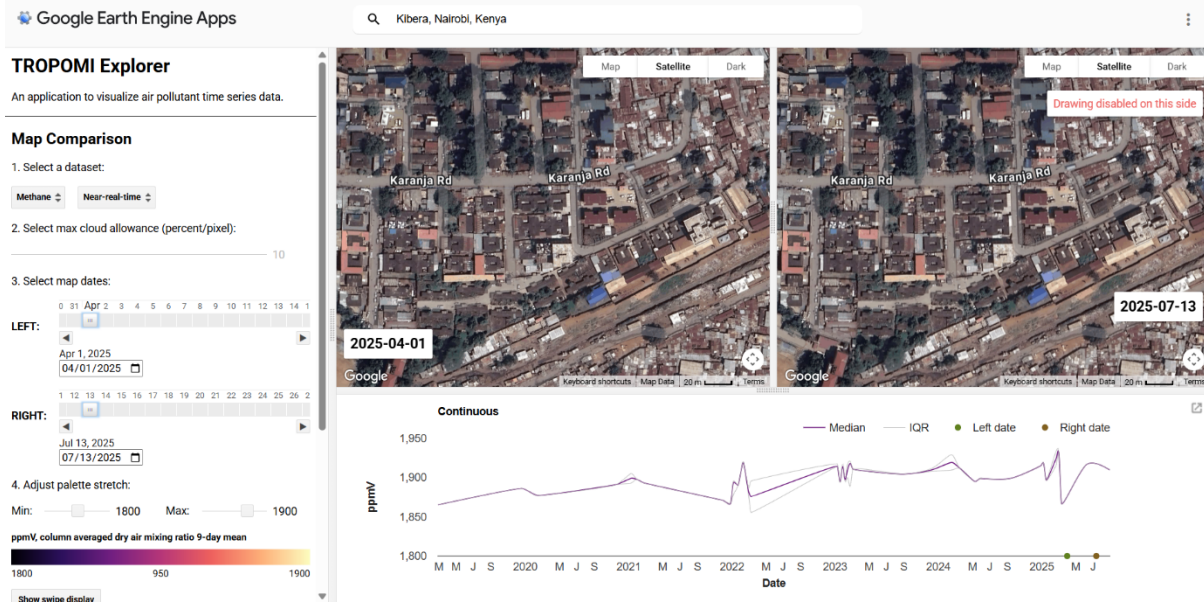 Google Earth Engine Apps
Kibera, Nairobi, Kenya
TROPOMI Explorer
An application to visualize air pollutant time series data.
Map Comparison
1. Select a dataset:
Methane
Near-real-time
2. Select max cloud allowance (percent/pixel):
10
3. Select map dates:
0 31 Apr 2 3 4 5 6 7 8 9 10 11 12 13 14 1
LEFT:
Apr 1, 2025
04/01/2025
1 12 13 14 15 16 17 18 19 20 21 22 23 24 25 26 2
RIGHT:
Jul 13, 2025
07/13/2025
4. Adjust palette stretch:
Min: 1800 Max: 1900
ppmV, column averaged dry air mixing ratio 9-day mean
1800 950 1900
Show swipe display
Map Satellite Dark
Karanja Rd
Karanja Rd
2025-04-01
Google
Keyboard shortcuts Map Data 20 m Terms
Map Satellite Dark
Drawing disabled on this side
Karanja Rd
Karanja Rd
2025-07-13
Google
Keyboard shortcuts Map Data 20 m Terms
Continuous
Median IQR Left date Right date
1,950
1,900
1,850
1,800
ppmV
M M J S 2020 M J S 2021 M J S 2022 M J S 2023 M J S 2024 M J S 2025 M J
Date